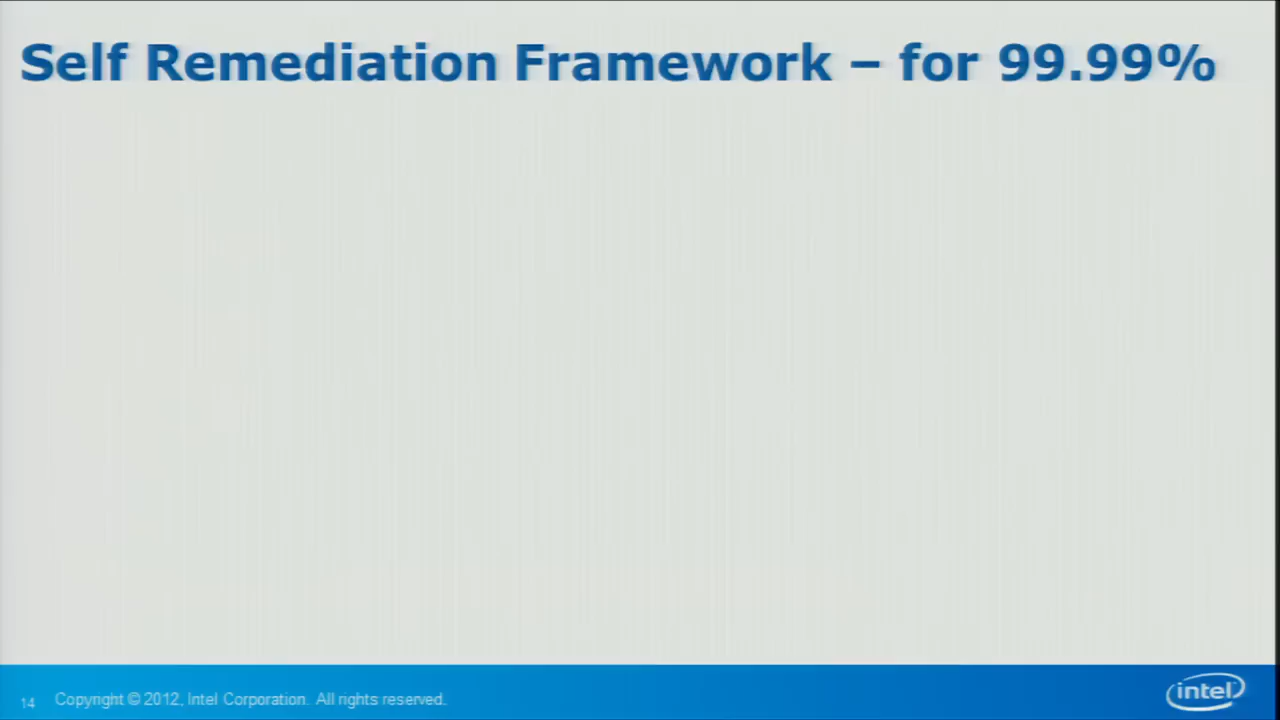 Self Remediation Framework – for 99.99%
14 Copyright © 2012, Intel Corporation. All rights reserved.
intel